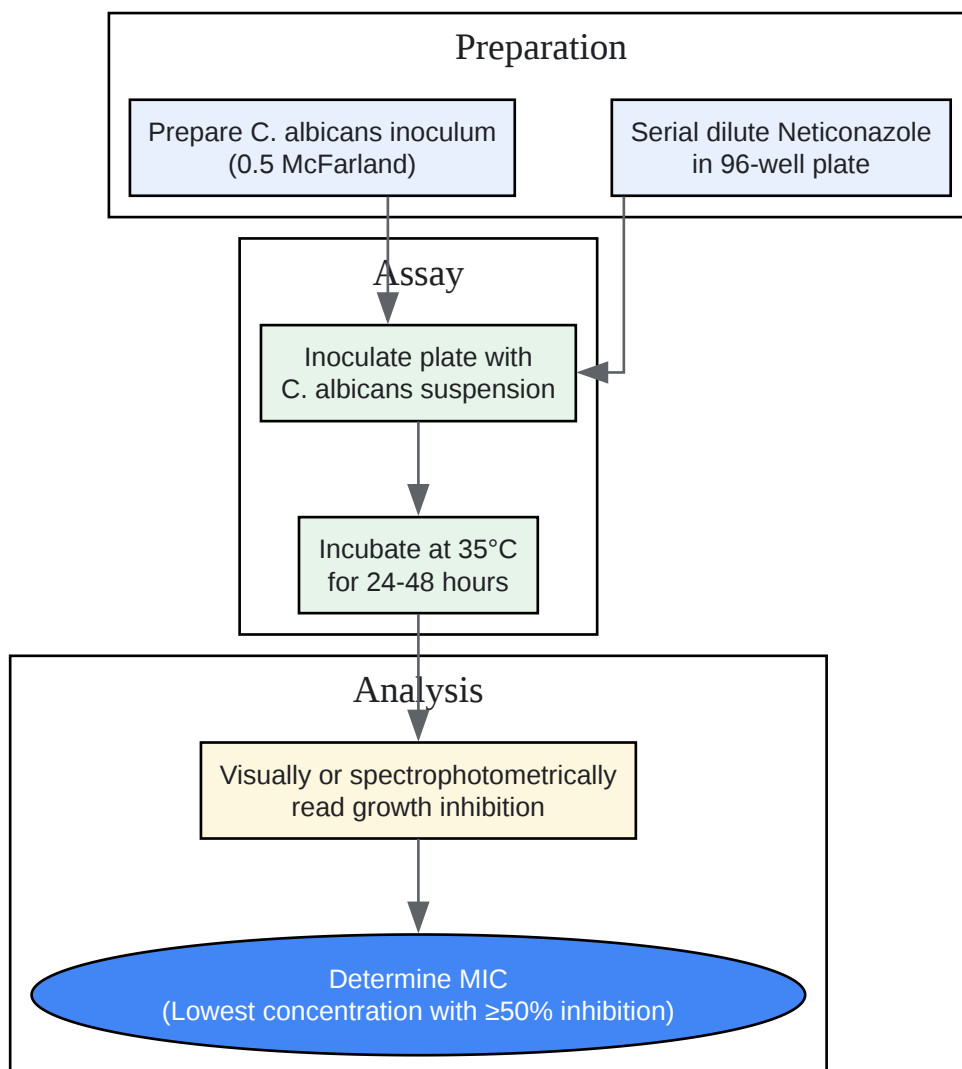 Preparation
Prepare C. albicans inoculum
(0.5 McFarland)
Serial dilute Neticonazole
in 96-well plate
Assay
Inoculate plate with
C. albicans suspension
Incubate at 35°C
for 24-48 hours
Analysis
Visually or spectrophotometrically
read growth inhibition
Determine MIC
(Lowest concentration with ≥50% inhibition)